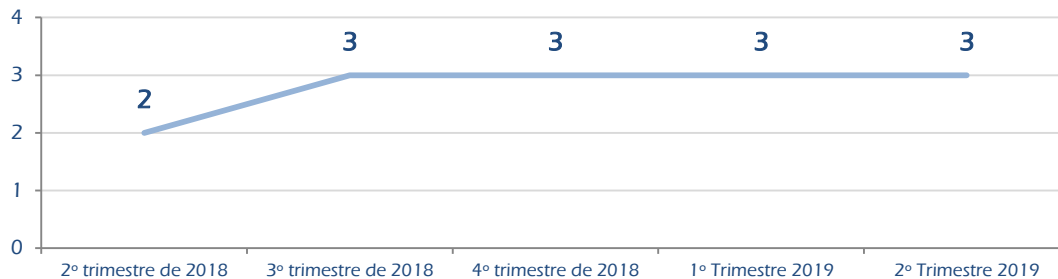 4
3
2
1
0
2
3
3
3
3
2º trimestre de 2018
3º trimestre de 2018
4º trimestre de 2018
1º Trimestre 2019
2º Trimestre 2019